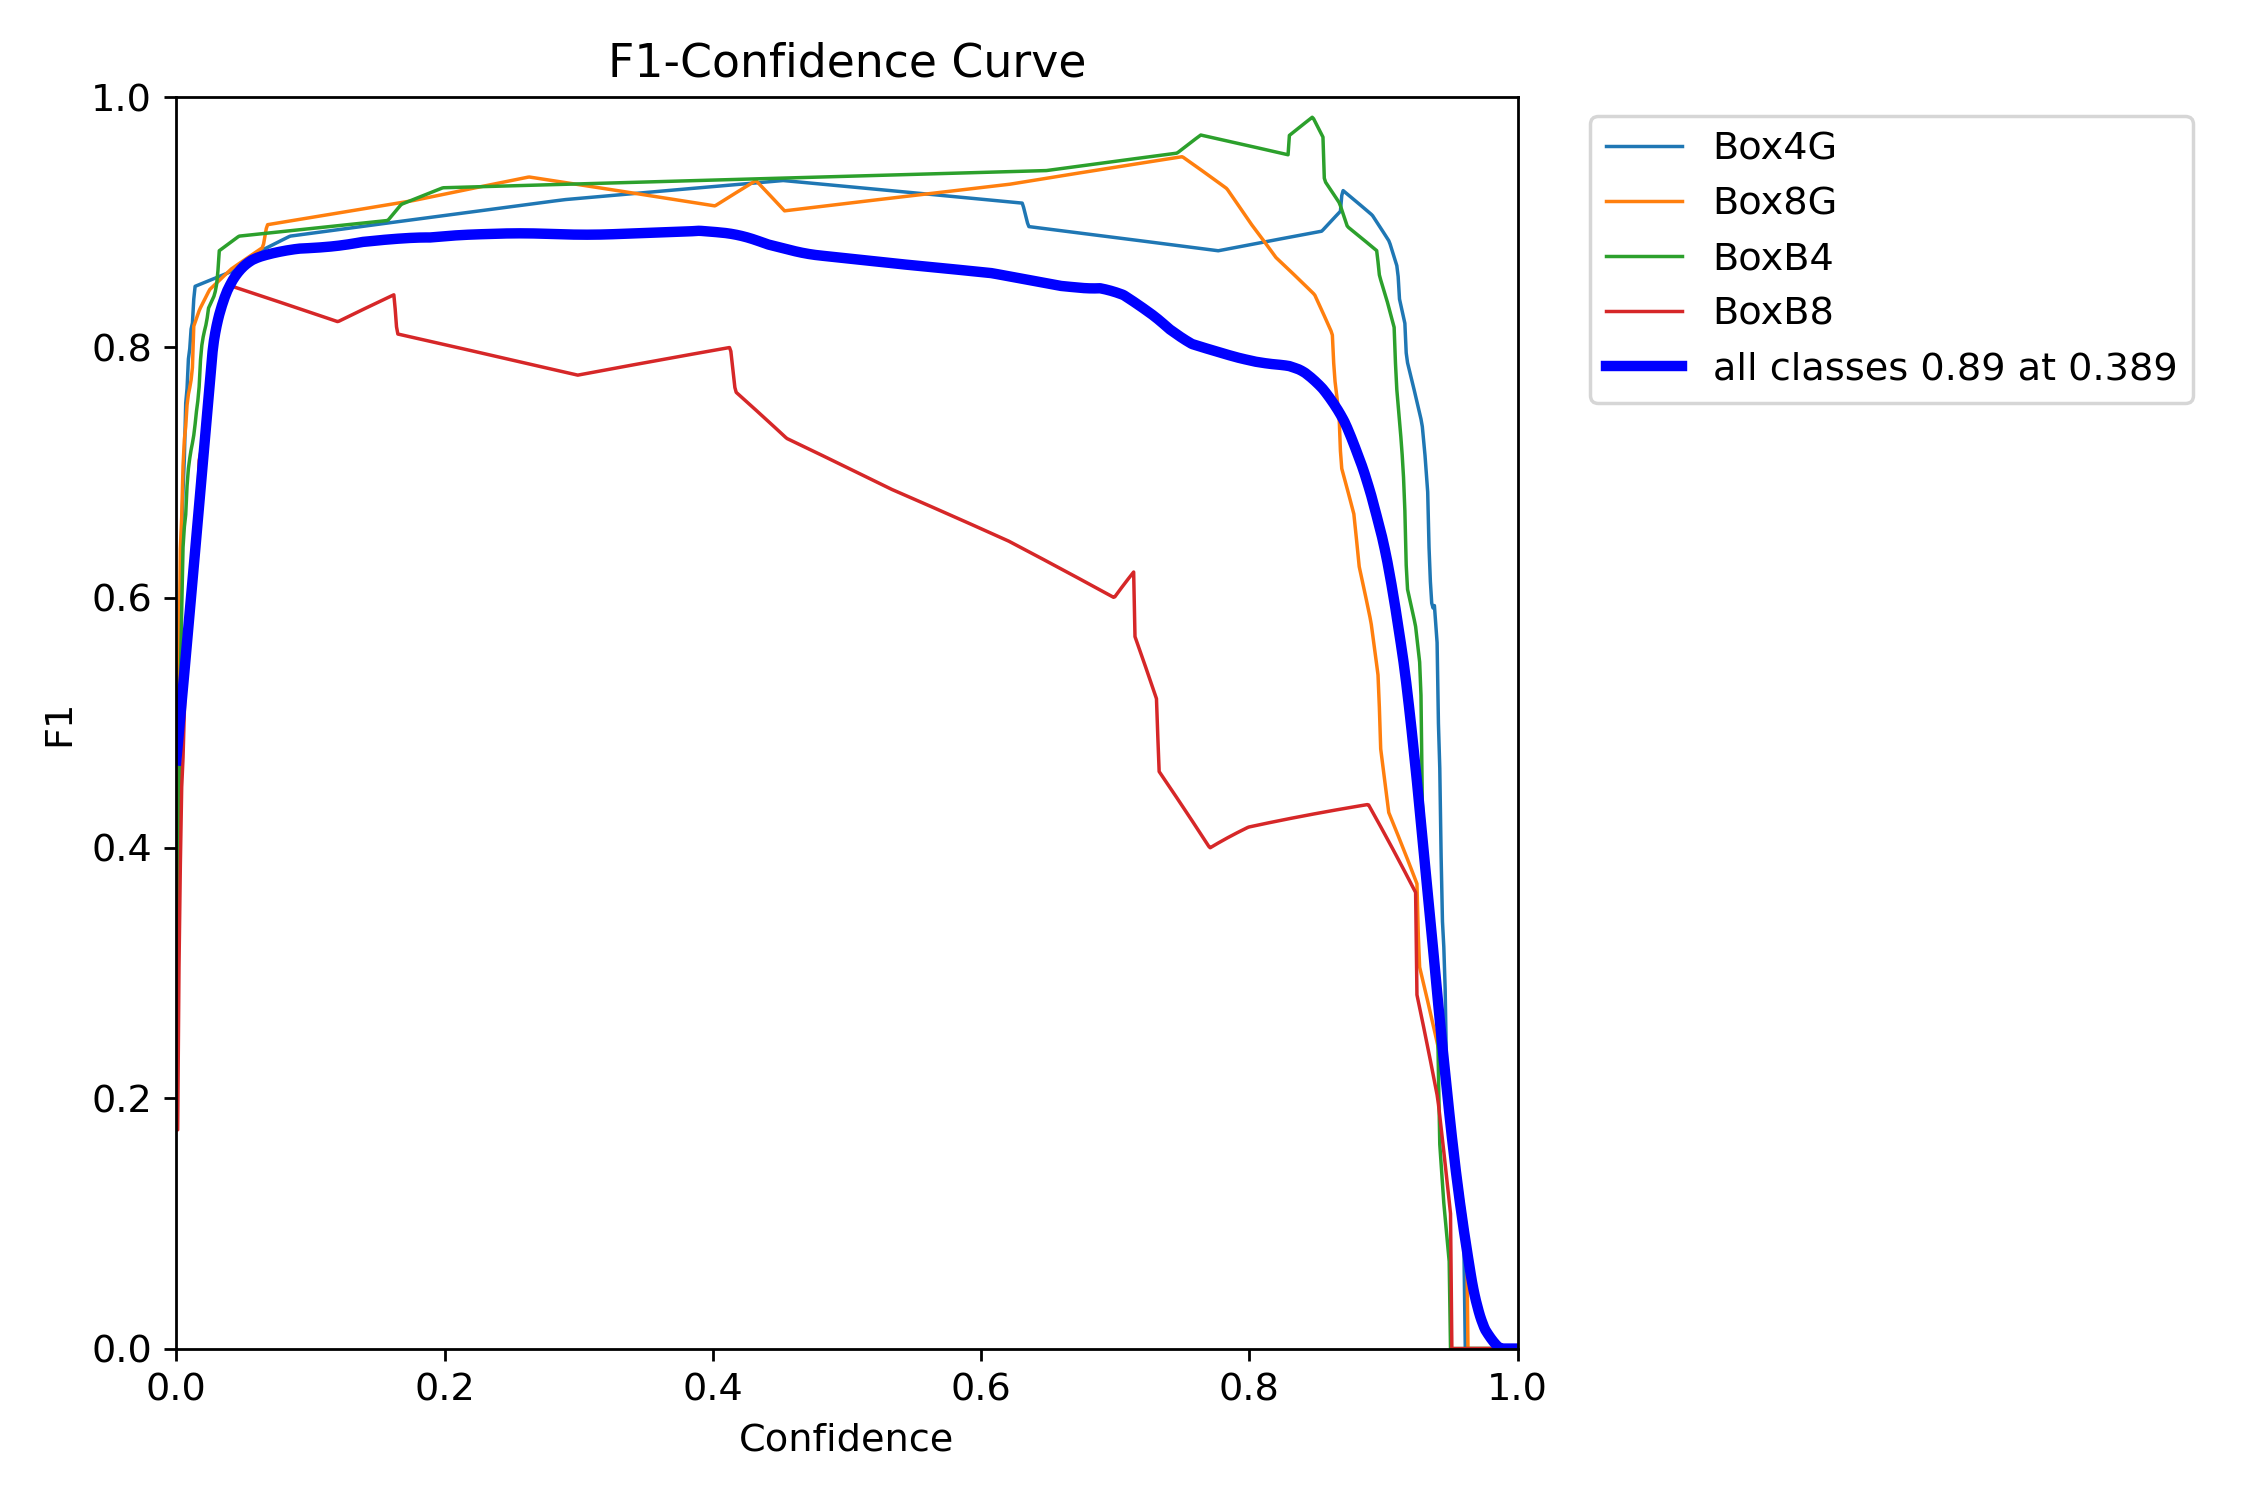 F1-Confidence Curve
1.0
0.8
0.6
0.4
0.2
0.0
F1
0.0 0.2 0.4 0.6 0.8 1.0
Confidence
Box4G
Box8G
BoxB4
BoxB8
all classes 0.89 at 0.389